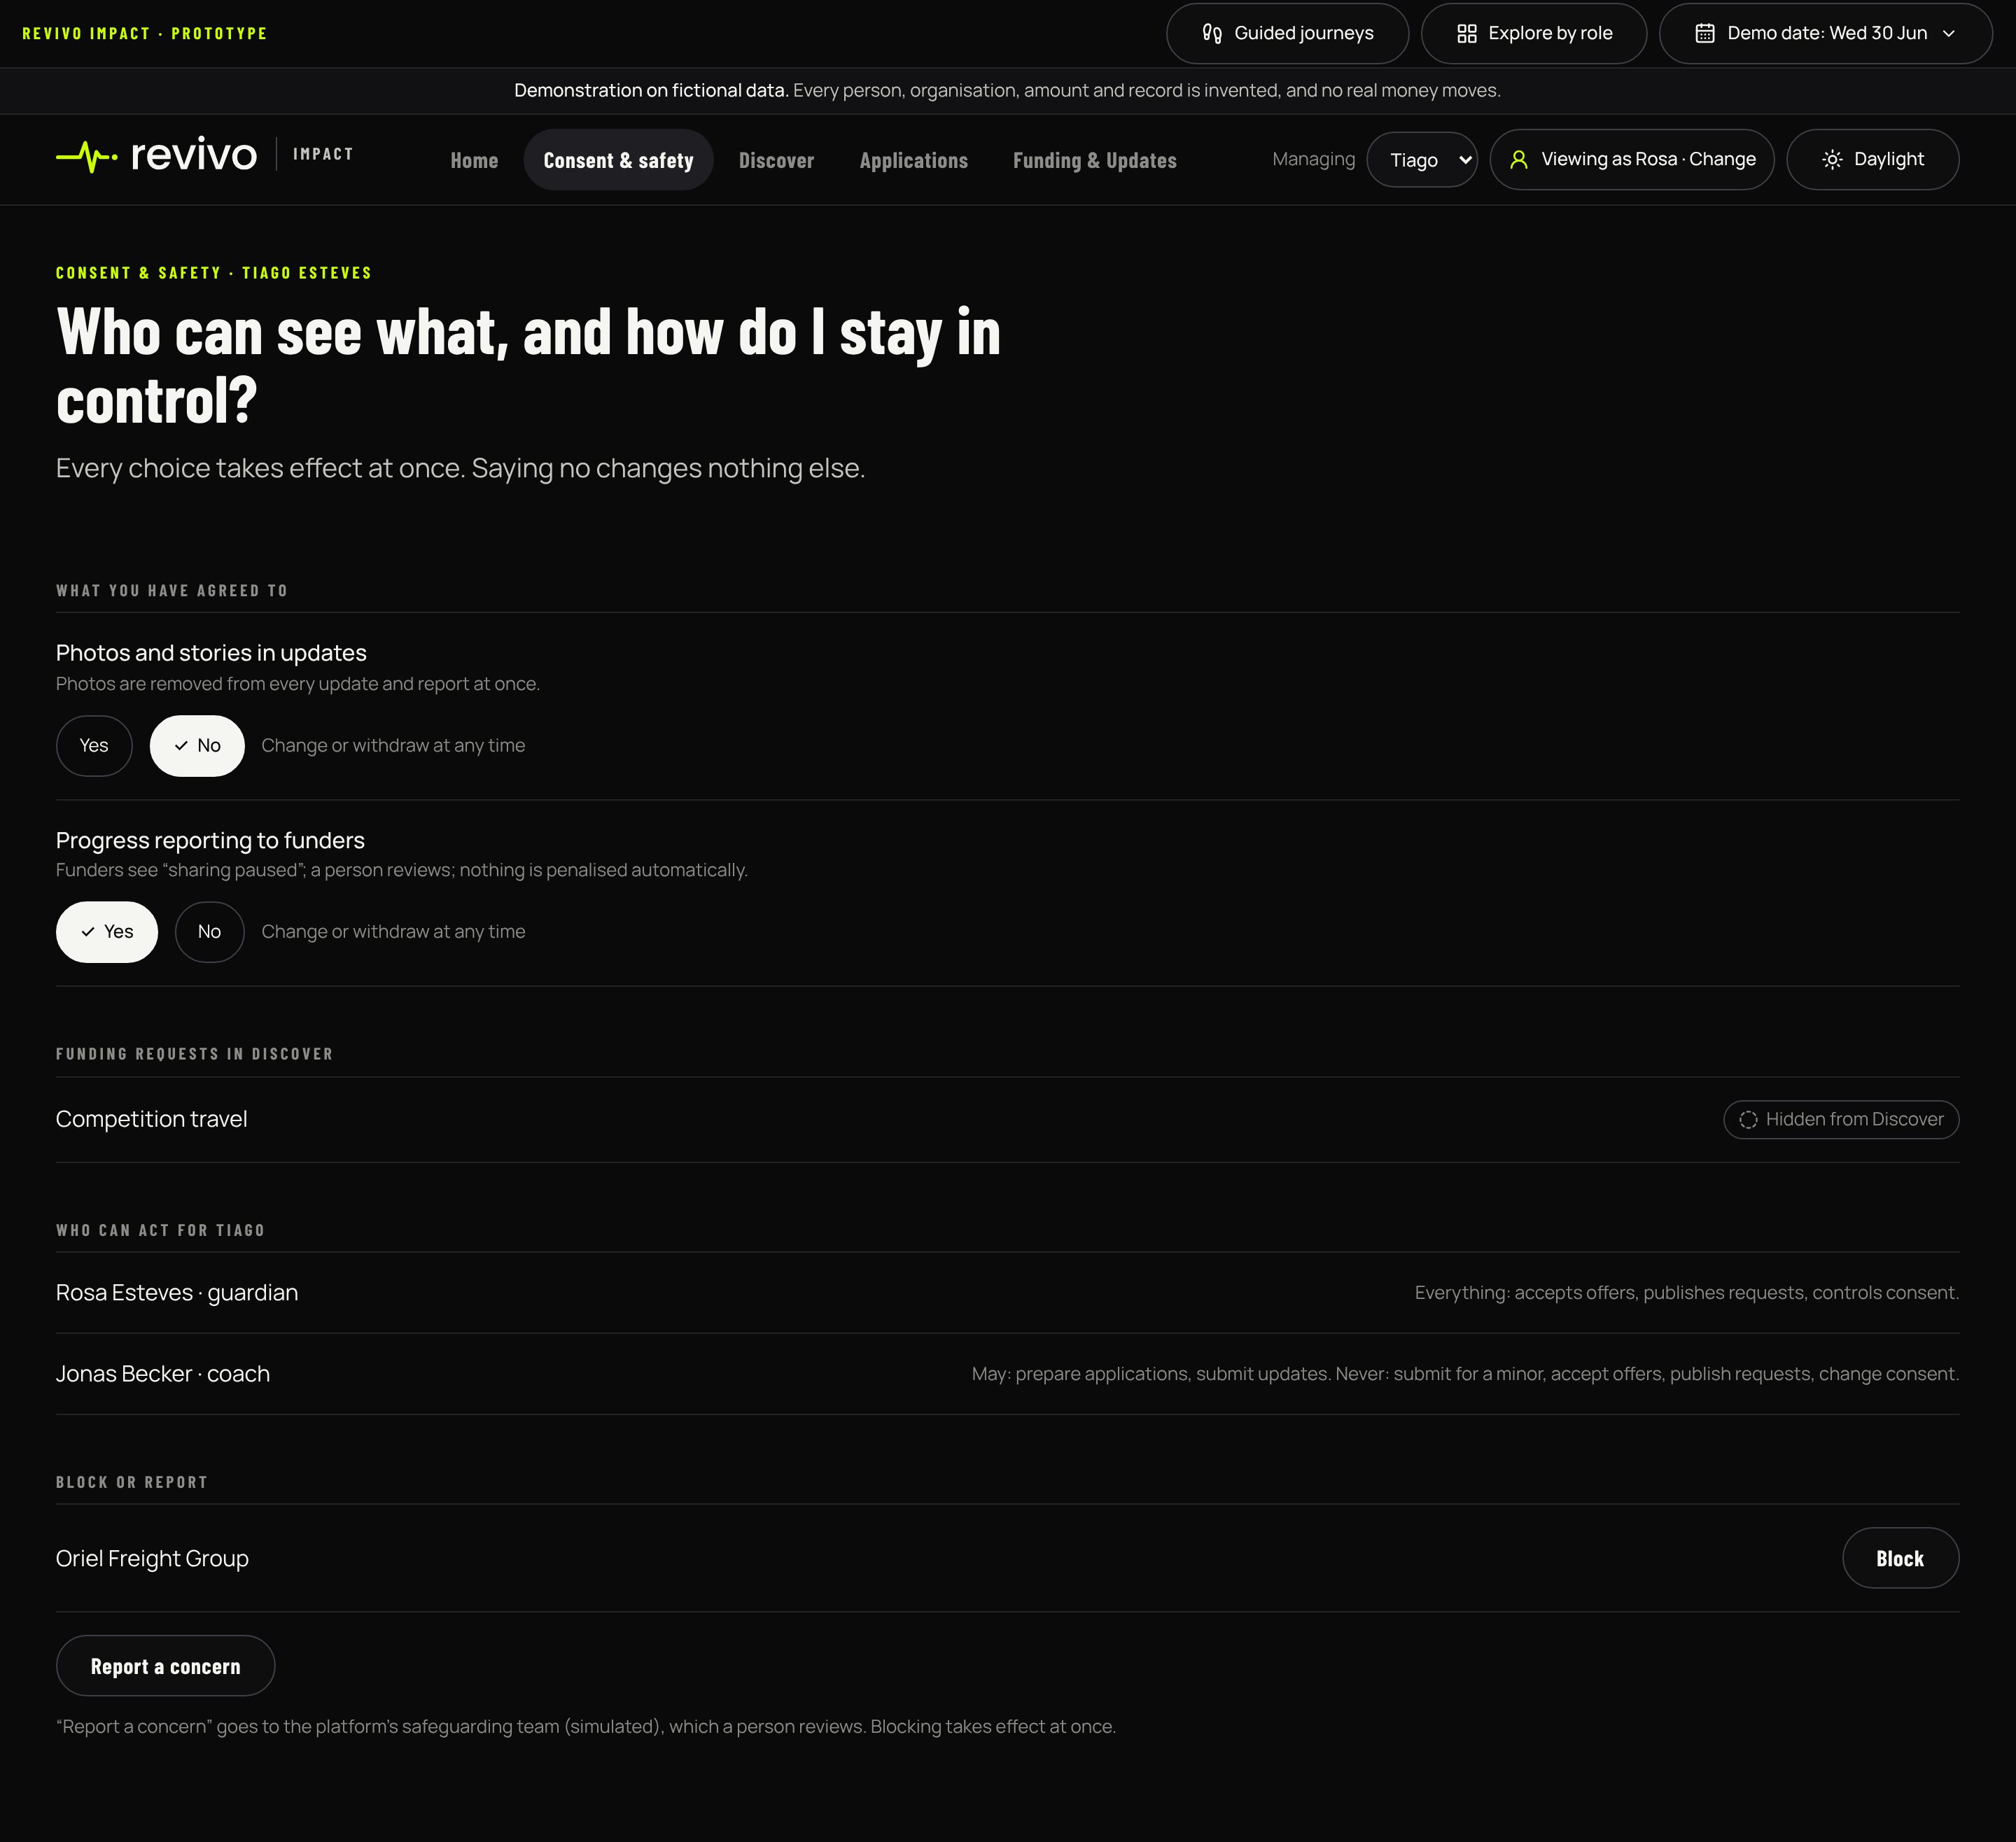 REVIVO IMPACT · PROTOTYPE
Guided journeys
Explore by role
Demo date: Wed 30 Jun
Demonstration on fictional data. Every person, organisation, amount and record is invented, and no real money moves.
revivo
IMPACT
Home
Consent & safety
Discover
Applications
Funding & Updates
Managing
Tiago
Viewing as Rosa · Change
Daylight
CONSENT & SAFETY · TIAGO ESTEVES
Who can see what, and how do I stay in
control?
Every choice takes effect at once. Saying no changes nothing else.
WHAT YOU HAVE AGREED TO
Photos and stories in updates
Photos are removed from every update and report at once.
Yes
No
Change or withdraw at any time
Progress reporting to funders
Funders see “sharing paused”; a person reviews; nothing is penalised automatically.
Yes
No
Change or withdraw at any time
FUNDING REQUESTS IN DISCOVER
Competition travel
Hidden from Discover
WHO CAN ACT FOR TIAGO
Rosa Esteves · guardian
Everything: accepts offers, publishes requests, controls consent.
Jonas Becker · coach
May: prepare applications, submit updates. Never: submit for a minor, accept offers, publish requests, change consent.
BLOCK OR REPORT
Oriel Freight Group
Block
Report a concern
“Report a concern” goes to the platform’s safeguarding team (simulated), which a person reviews. Blocking takes effect at once.